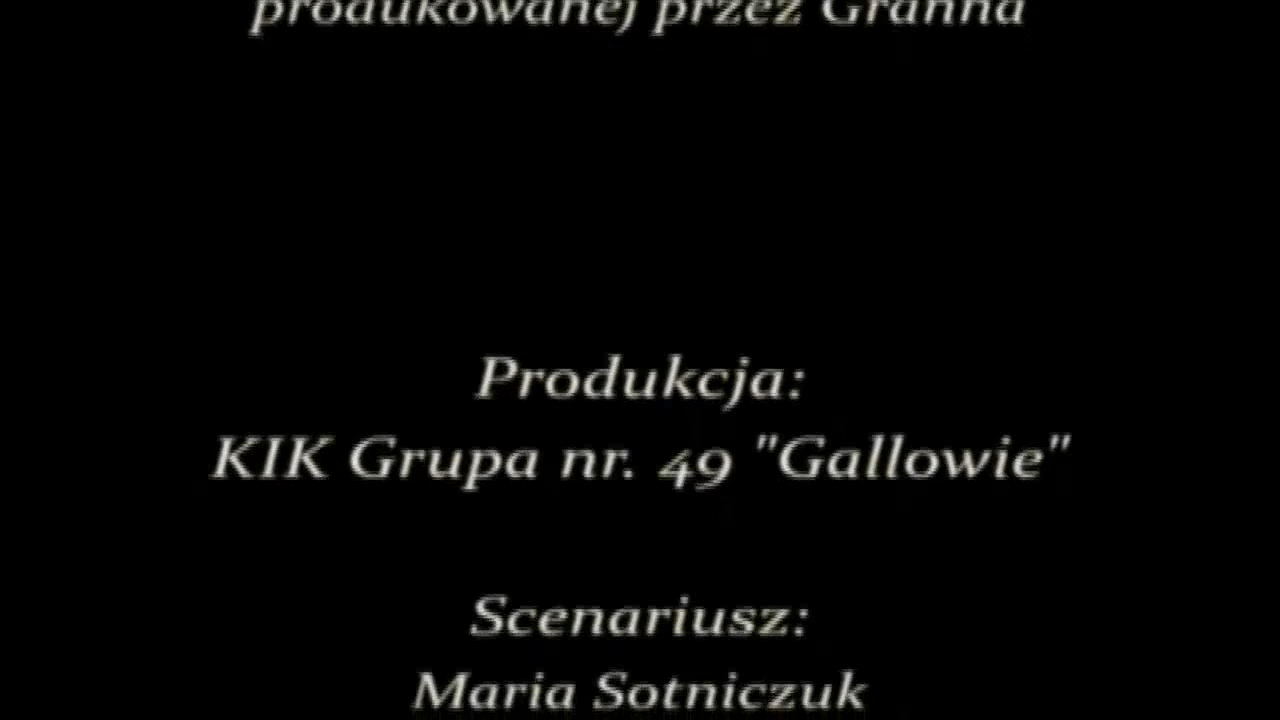 produkowanej przez Granna
Produkcja:
KIK Grupa nr. 49 "Gallowie"
Scenariusz:
Maria Sotniczuk